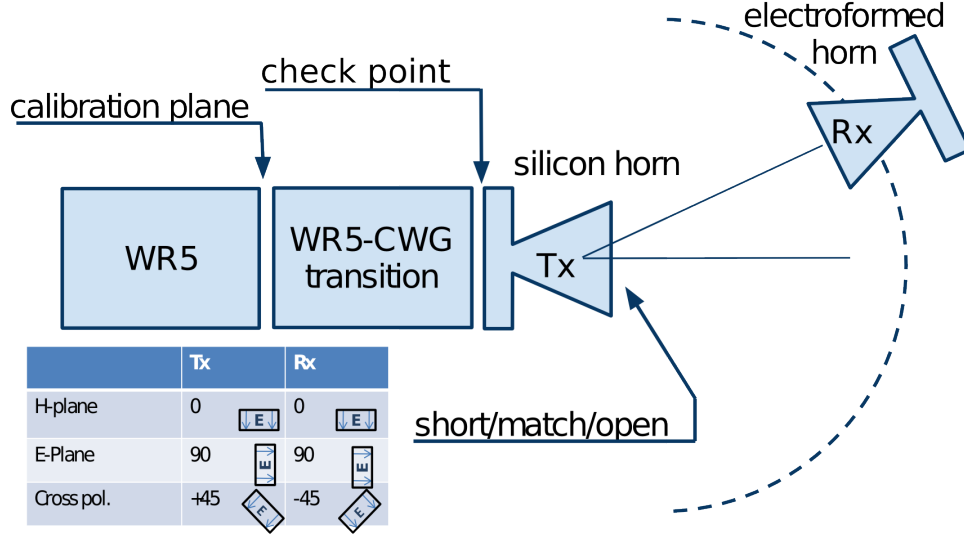 electroformed
horn
check point
calibration plane
Rx
silicon horn
WR5
WR5-CWG
transition
Tx
short/match/open
Tx Rx
H-plane 0 E 0 E
E-Plane 90 E 90 E
Cross pol. +45 E -45 E